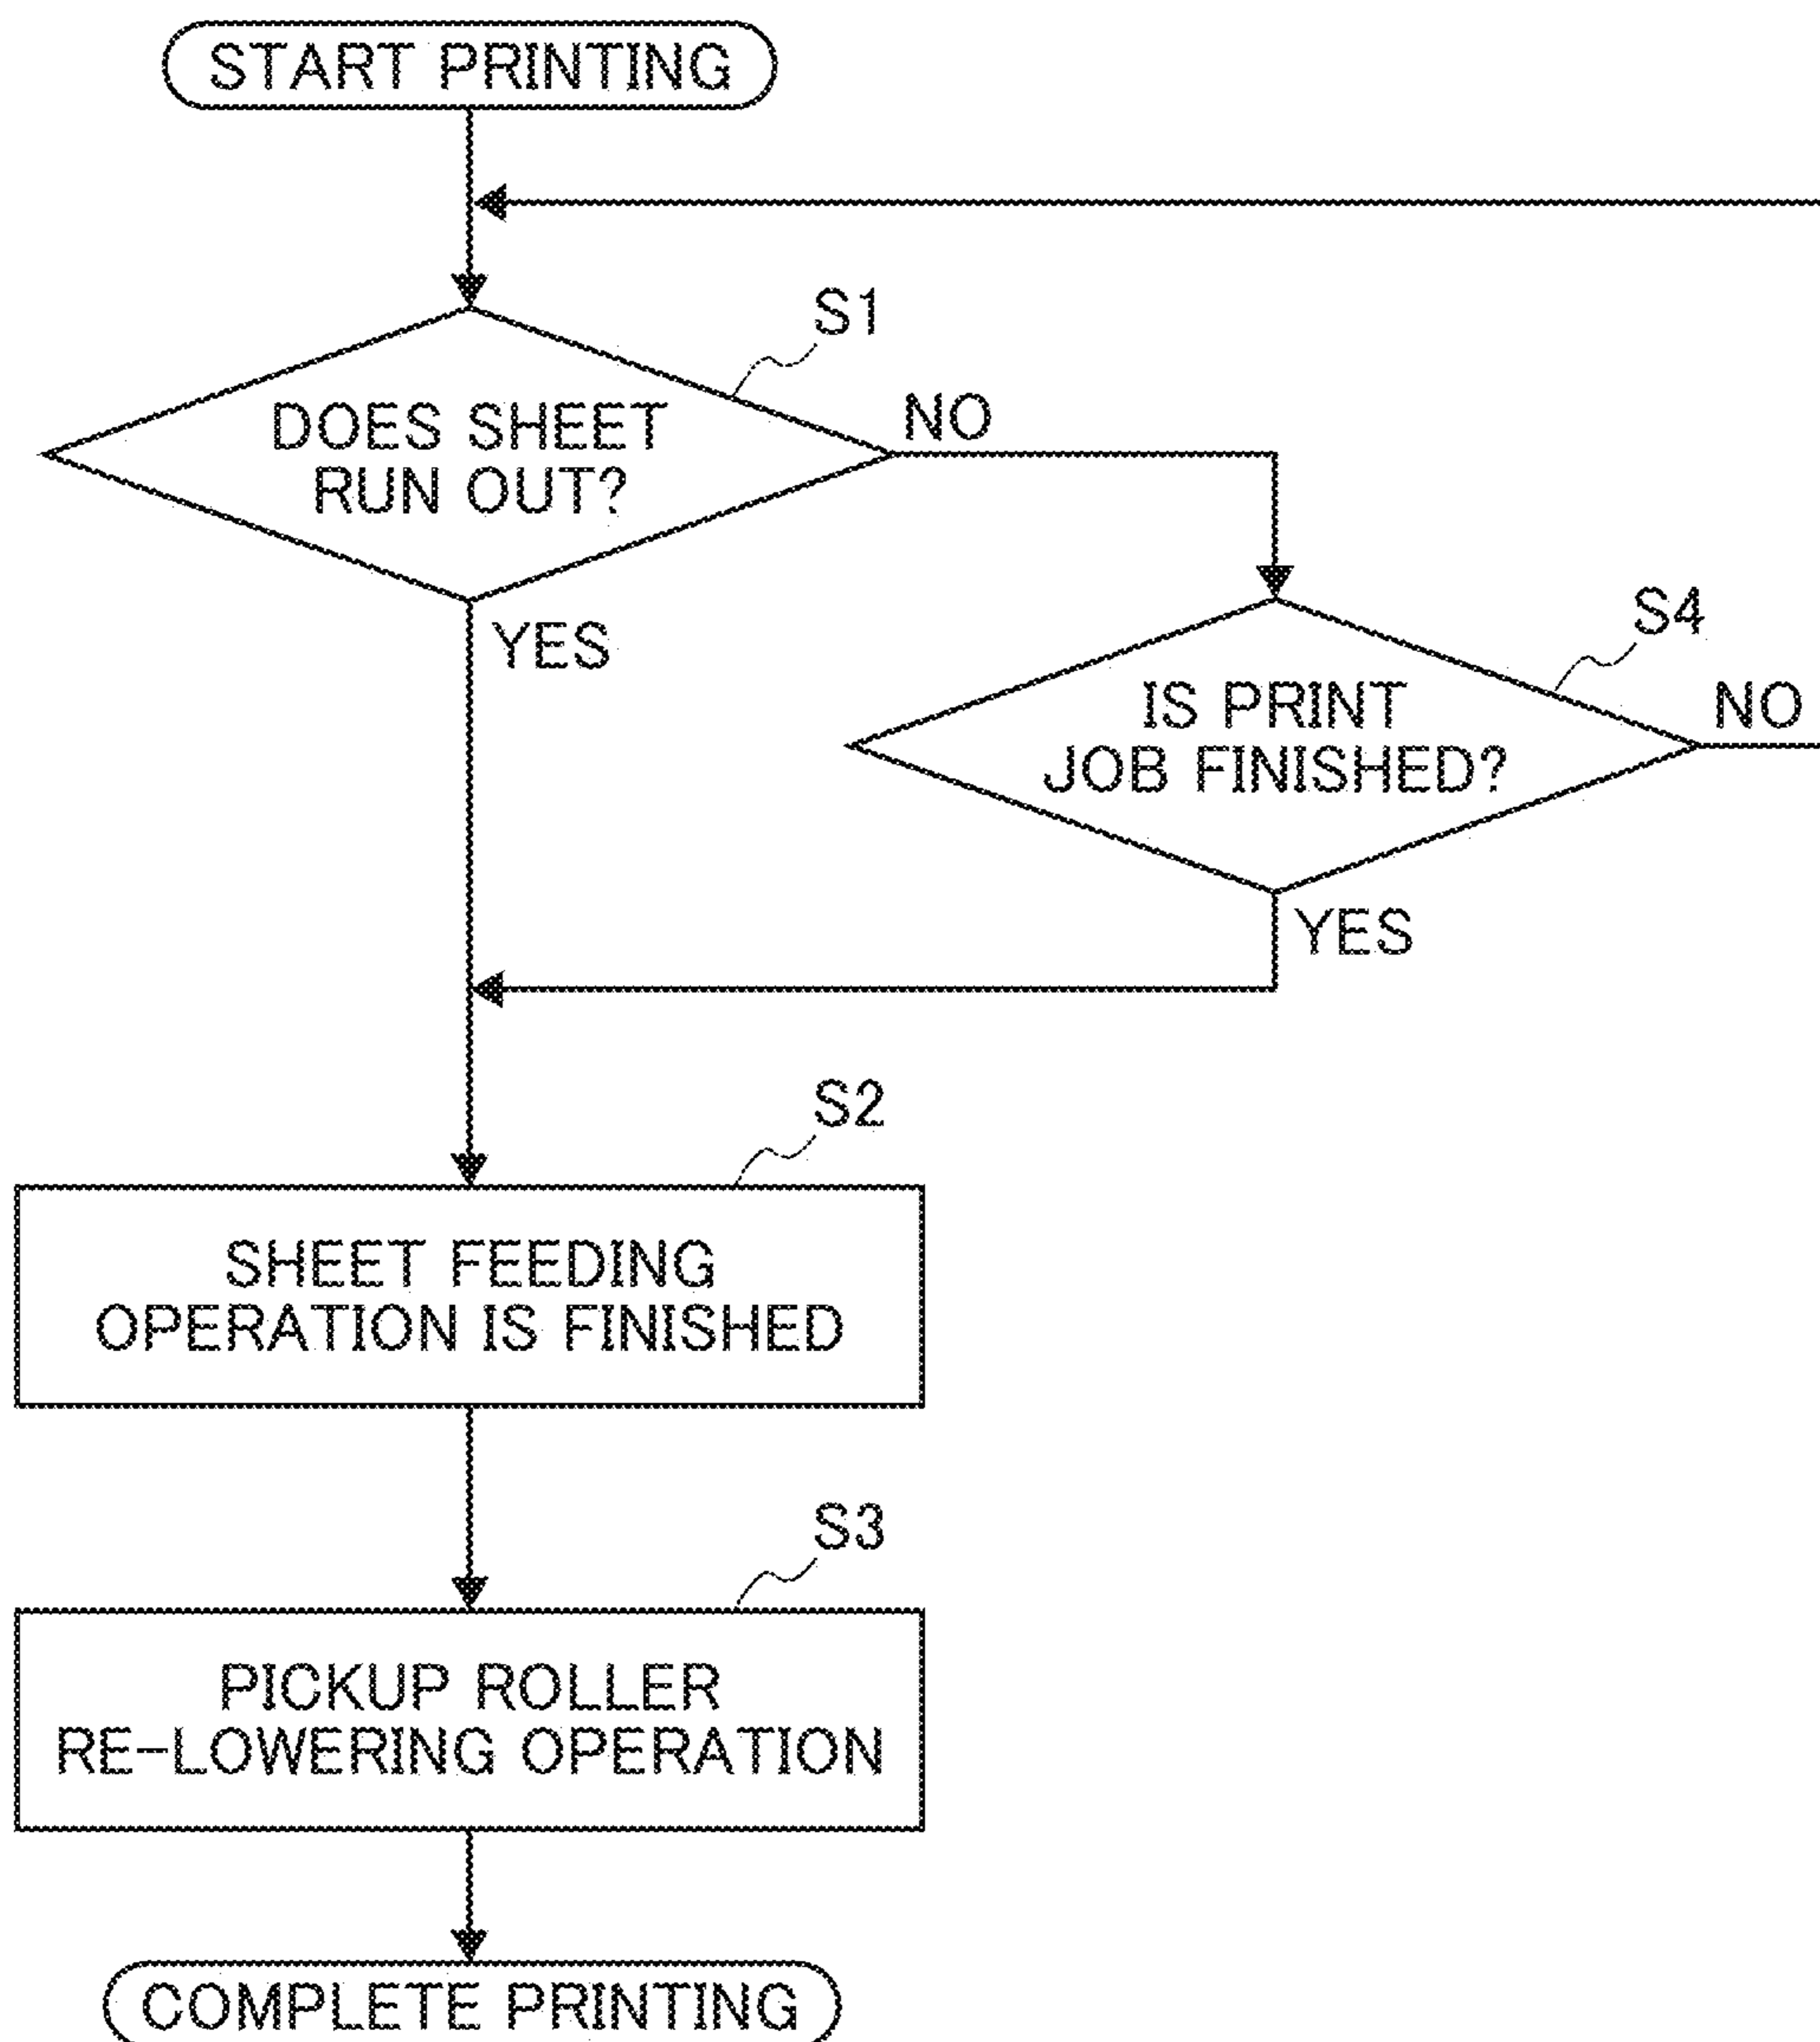 START PRINTING
S1
DOES SHEET
RUN OUT?
NO
YES
S4
IS PRINT
JOB FINISHED?
NO
YES
S2
SHEET FEEDING
OPERATION IS FINISHED
S3
PICKUP ROLLER
RE-LOWERING OPERATION
COMPLETE PRINTING